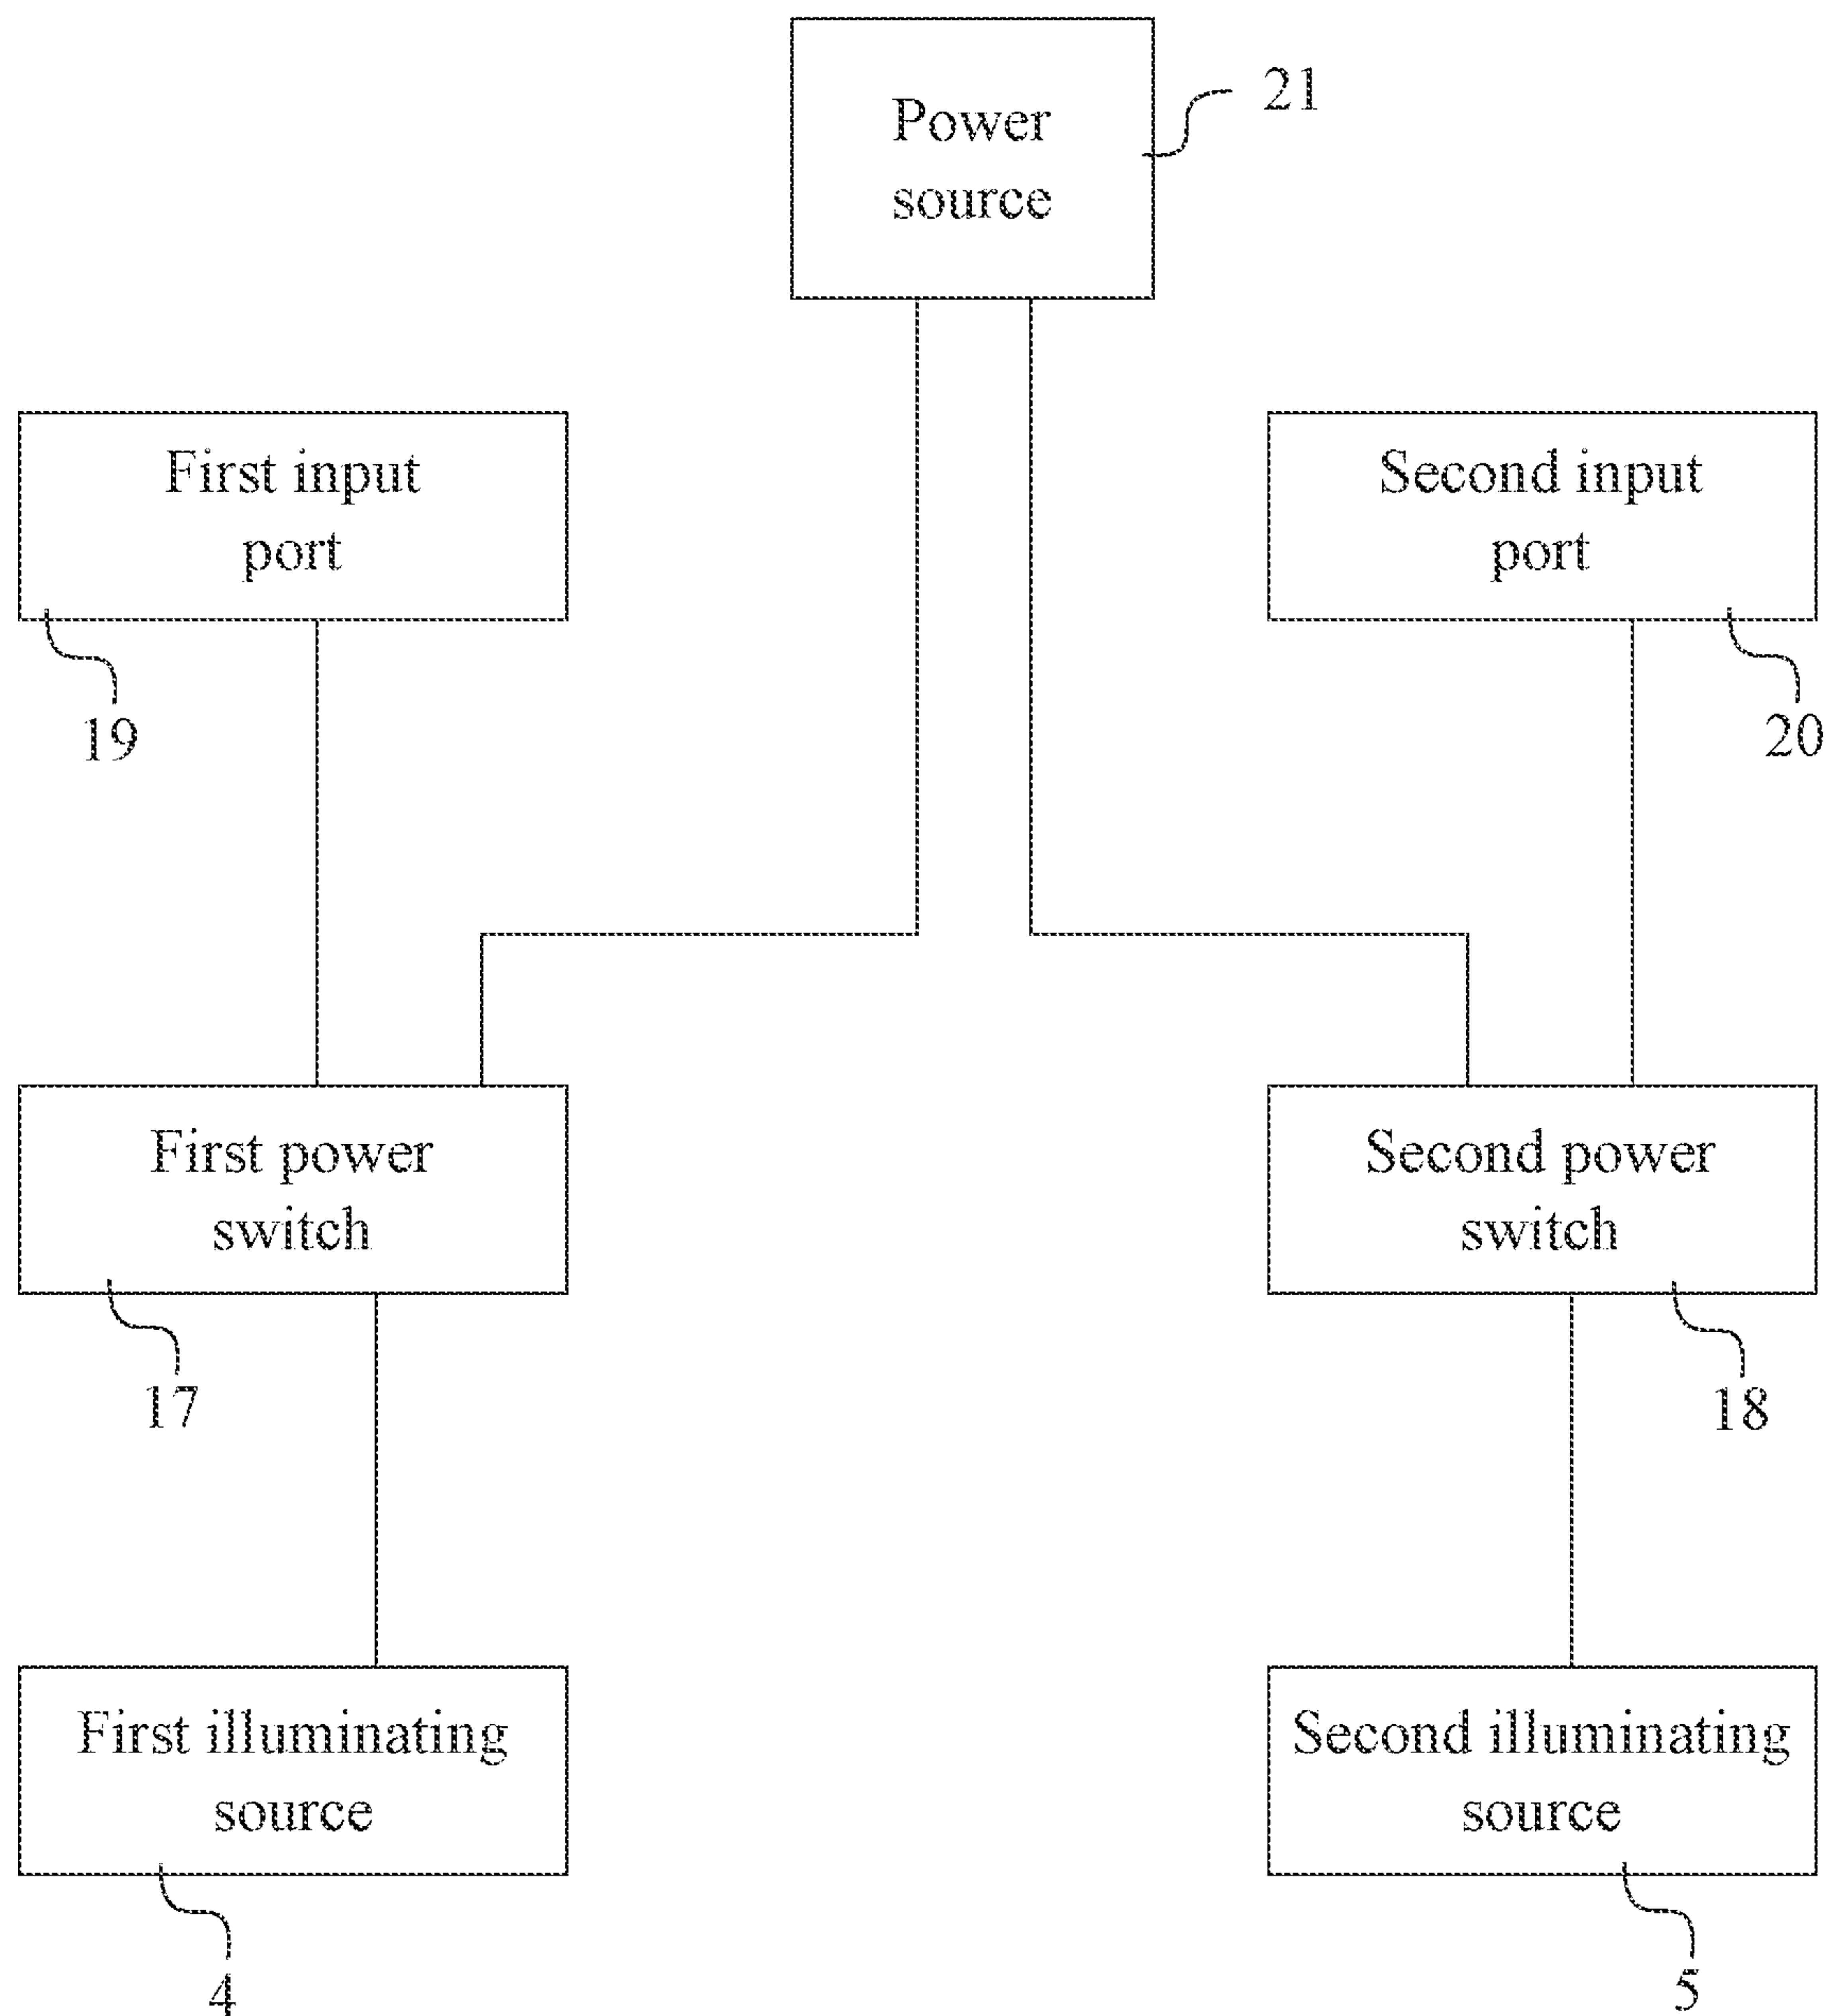 Power
source
21
First input
port
19
Second input
port
20
First power
switch
17
Second power
switch
18
First illuminating
source
4
Second illuminating
source
5